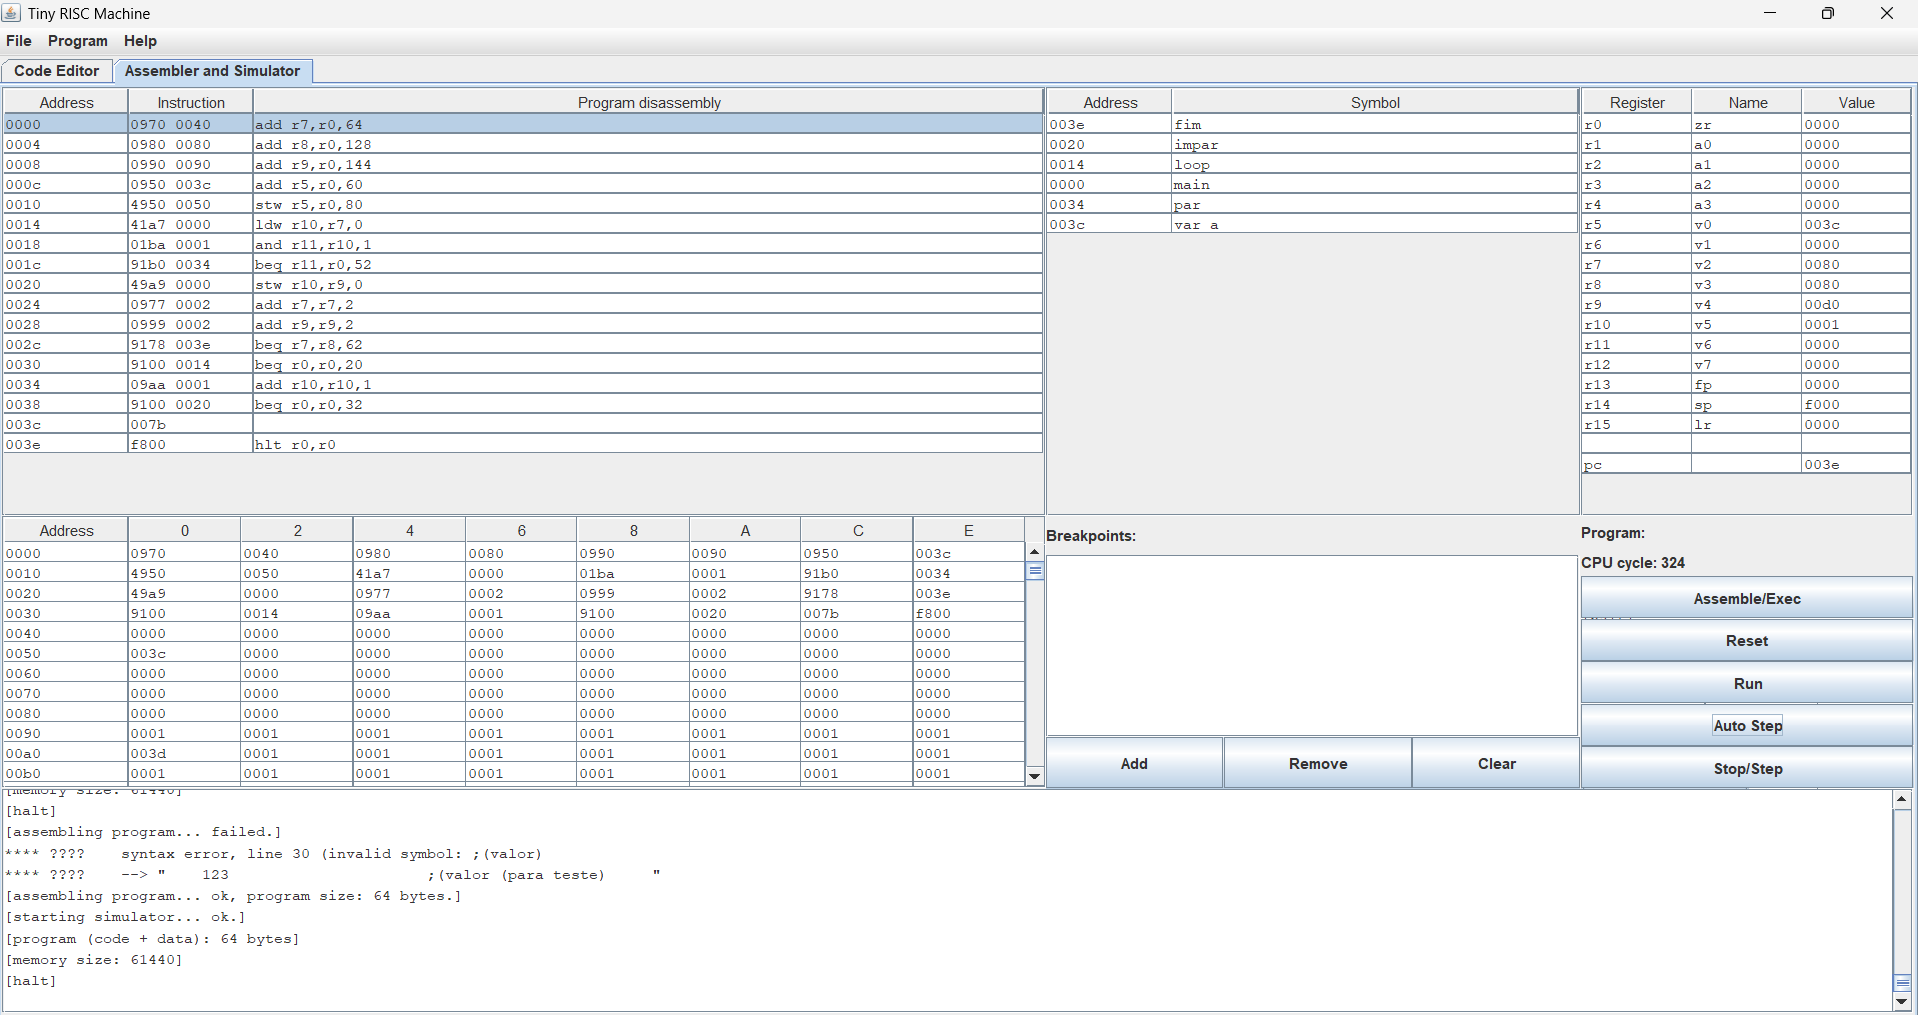 Tiny RISC Machine
File Program Help
Code Editor Assembler and Simulator
Address Instruction Program disassembly
0000 0970 0040 add r7,r0,64
0004 0980 0080 add r8,r0,128
0008 0990 0090 add r9,r0,144
000c 0950 003c add r5,r0,60
0010 4950 0050 stw r5,r0,80
0014 41a7 0000 ldw r10,r7,0
0018 01ba 0001 and r11,r10,1
001c 91b0 0034 beq r11,r0,52
0020 49a9 0000 stw r10,r9,0
0024 0977 0002 add r7,r7,2
0028 0999 0002 add r9,r9,2
002c 9178 003e beq r7,r8,62
0030 9100 0014 beq r0,r0,20
0034 09aa 0001 add r10,r10,1
0038 9100 0020 beq r0,r0,32
003c 007b
003e f800 hlt r0,r0
Address Symbol
003e fim
0020 impar
0014 loop
0000 main
0034 par
003c var a
Register Name Value
r0 zr 0000
r1 a0 0000
r2 a1 0000
r3 a2 0000
r4 a3 0000
r5 v0 003c
r6 v1 0000
r7 v2 0080
r8 v3 0080
r9 v4 00d0
r10 v5 0001
r11 v6 0000
r12 v7 0000
r13 fp 0000
r14 sp f000
r15 lr 0000
pc 003e
Address 0 2 4 6 8 A C E
0000 0970 0040 0980 0080 0990 0090 0950 003c
0010 4950 0050 41a7 0000 01ba 0001 91b0 0034
0020 49a9 0000 0977 0002 0999 0002 9178 003e
0030 9100 0014 09aa 0001 9100 0020 007b f800
0040 0000 0000 0000 0000 0000 0000 0000 0000
0050 003c 0000 0000 0000 0000 0000 0000 0000
0060 0000 0000 0000 0000 0000 0000 0000 0000
0070 0000 0000 0000 0000 0000 0000 0000 0000
0080 0000 0000 0000 0000 0000 0000 0000 0000
0090 0001 0001 0001 0001 0001 0001 0001 0001
00a0 003d 0001 0001 0001 0001 0001 0001 0001
00b0 0001 0001 0001 0001 0001 0001 0001 0001
Breakpoints:
Add Remove Clear
Program:
CPU cycle: 324
Assemble/Exec
Reset
Run
Auto Step
Stop/Step
[memory size: 61440]
[halt]
[assembling program... failed.]
**** ???? syntax error, line 30 (invalid symbol: ;(valor)
**** ???? --> " 123 ;(valor (para teste) "
[assembling program... ok, program size: 64 bytes.]
[starting simulator... ok.]
[program (code + data): 64 bytes]
[memory size: 61440]
[halt]